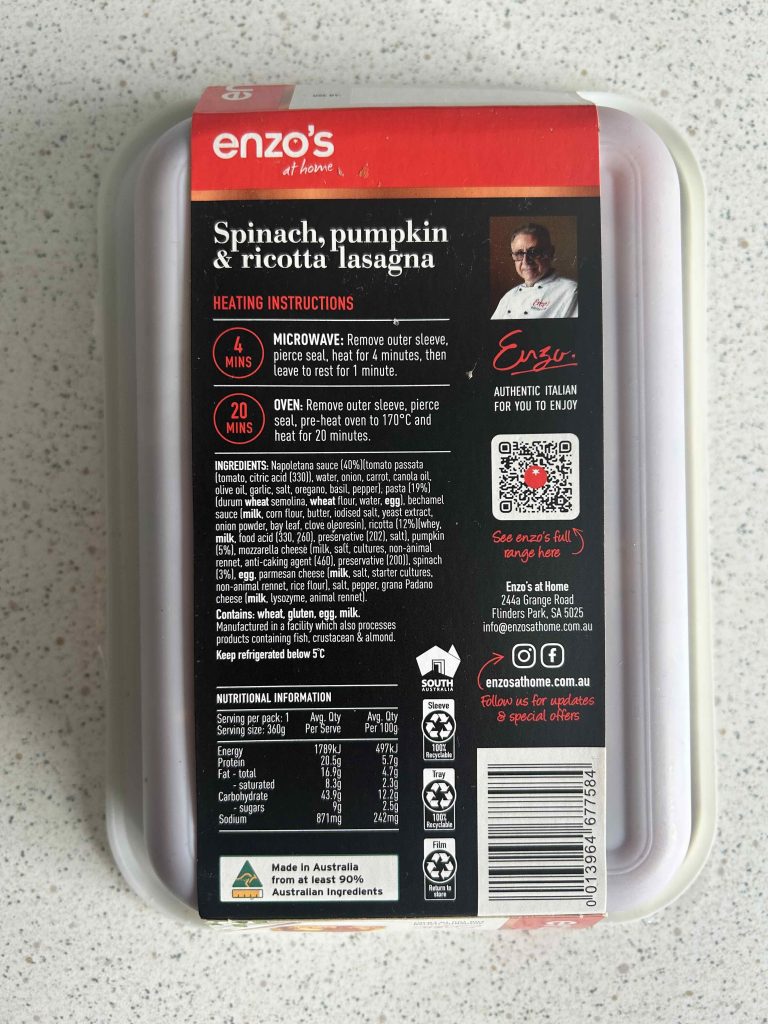 enzo's
at home
Spinach, pumpkin
& ricotta lasagna
HEATING INSTRUCTIONS
4
MINS
MICROWAVE: Remove outer sleeve,
pierce seal, heat for 4 minutes, then
leave to rest for 1 minute.
20
MINS
OVEN: Remove outer sleeve, pierce
seal, pre-heat oven to 170°C and
heat for 20 minutes.
INGREDIENTS: Napoletana sauce (40%)(tomato passata
(tomato, citric acid (330)), water, onion, carrot, canola oil,
olive oil, garlic, salt, oregano, basil, pepper), pasta (19%)
(durum wheat semolina, wheat flour, water, egg), bechamel
sauce (milk, corn flour, butter, iodised salt, yeast extract,
onion powder, bay leaf, clove oleoresin), ricotta (12%)(whey,
milk, food acid (330, 260), preservative (202), salt), pumpkin
(5%), mozzarella cheese (milk, salt, cultures, non-animal
rennet, anti-caking agent (460), preservative (200)), spinach
(3%), egg, parmesan cheese (milk, salt, starter cultures,
non-animal rennet, rice flour), salt, pepper, grana Padano
cheese (milk, lysozyme, animal rennet).
Contains: wheat, gluten, egg, milk.
Manufactured in a facility which also processes
products containing fish, crustacean & almond.
Keep refrigerated below 5°C
NUTRITIONAL INFORMATION
Serving per pack: 1 Avg. Qty Avg. Qty
Serving size: 360g Per Serve Per 100g
Energy 1789kJ 497kJ
Protein 20.5g 5.7g
Fat - total 16.9g 4.7g
- saturated 8.3g 2.3g
Carbohydrate 43.9g 12.2g
- sugars 9g 2.5g
Sodium 871mg 242mg
Made in Australia
from at least 90%
Australian Ingredients
SOUTH
AUSTRALIA
Sleeve
100%
Recyclable
Tray
100%
Recyclable
Film
Return to
store
Enzo's
Enzo.
AUTHENTIC ITALIAN
FOR YOU TO ENJOY
See enzo's full
range here
Enzo's at Home
244a Grange Road
Flinders Park, SA 5025
info@enzosathome.com.au
enzosathome.com.au
Follow us for updates
& special offers
0 013964 677584
en
USE BY: